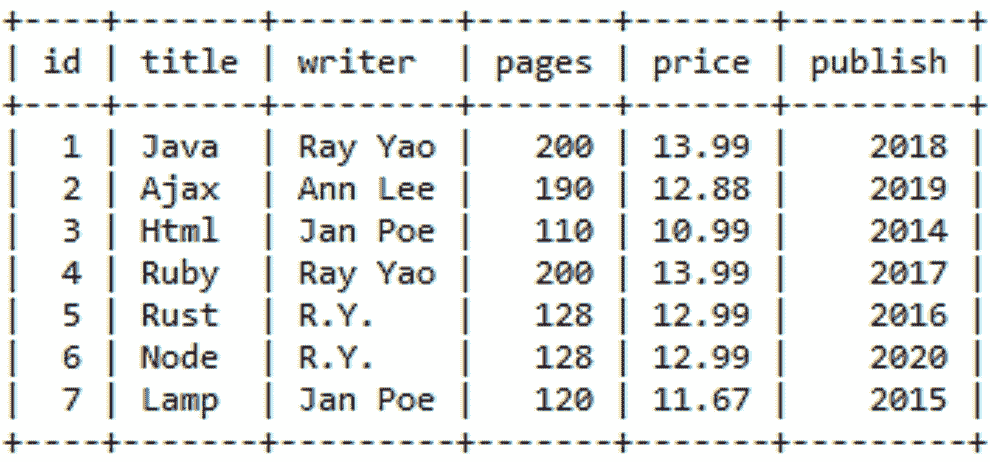 +----+-------+---------+-------+-------+---------+
| id | title | writer  | pages | price | publish |
+----+-------+---------+-------+-------+---------+
|  1 | Java  | Ray Yao |   200 | 13.99 |    2018 |
|  2 | Ajax  | Ann Lee |   190 | 12.88 |    2019 |
|  3 | Html  | Jan Poe |   110 | 10.99 |    2014 |
|  4 | Ruby  | Ray Yao |   200 | 13.99 |    2017 |
|  5 | Rust  | R.Y.    |   128 | 12.99 |    2016 |
|  6 | Node  | R.Y.    |   128 | 12.99 |    2020 |
|  7 | Lamp  | Jan Poe |   120 | 11.67 |    2015 |
+----+-------+---------+-------+-------+---------+